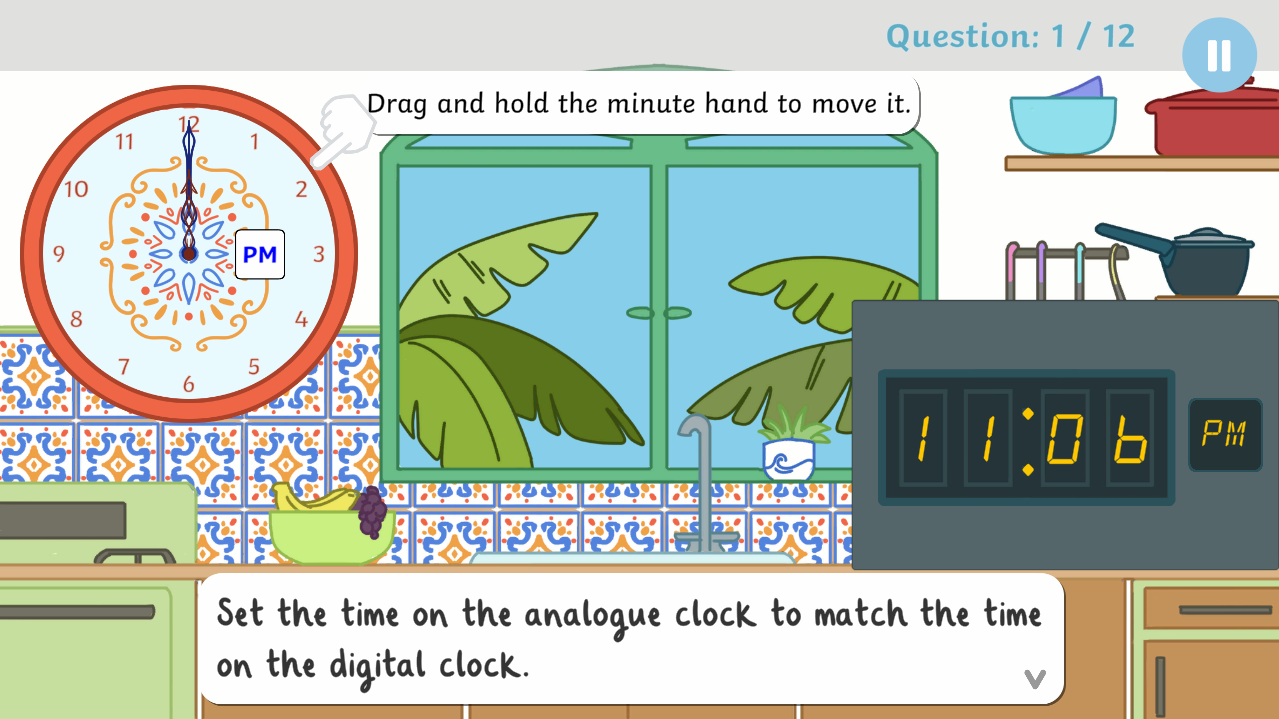 Question: 1 / 12
Drag and hold the minute hand to move it.
12
11
1
10
2
9
PM
3
8
4
7
5
6
11:06
PM
Set the time on the analogue clock to match the time
on the digital clock.